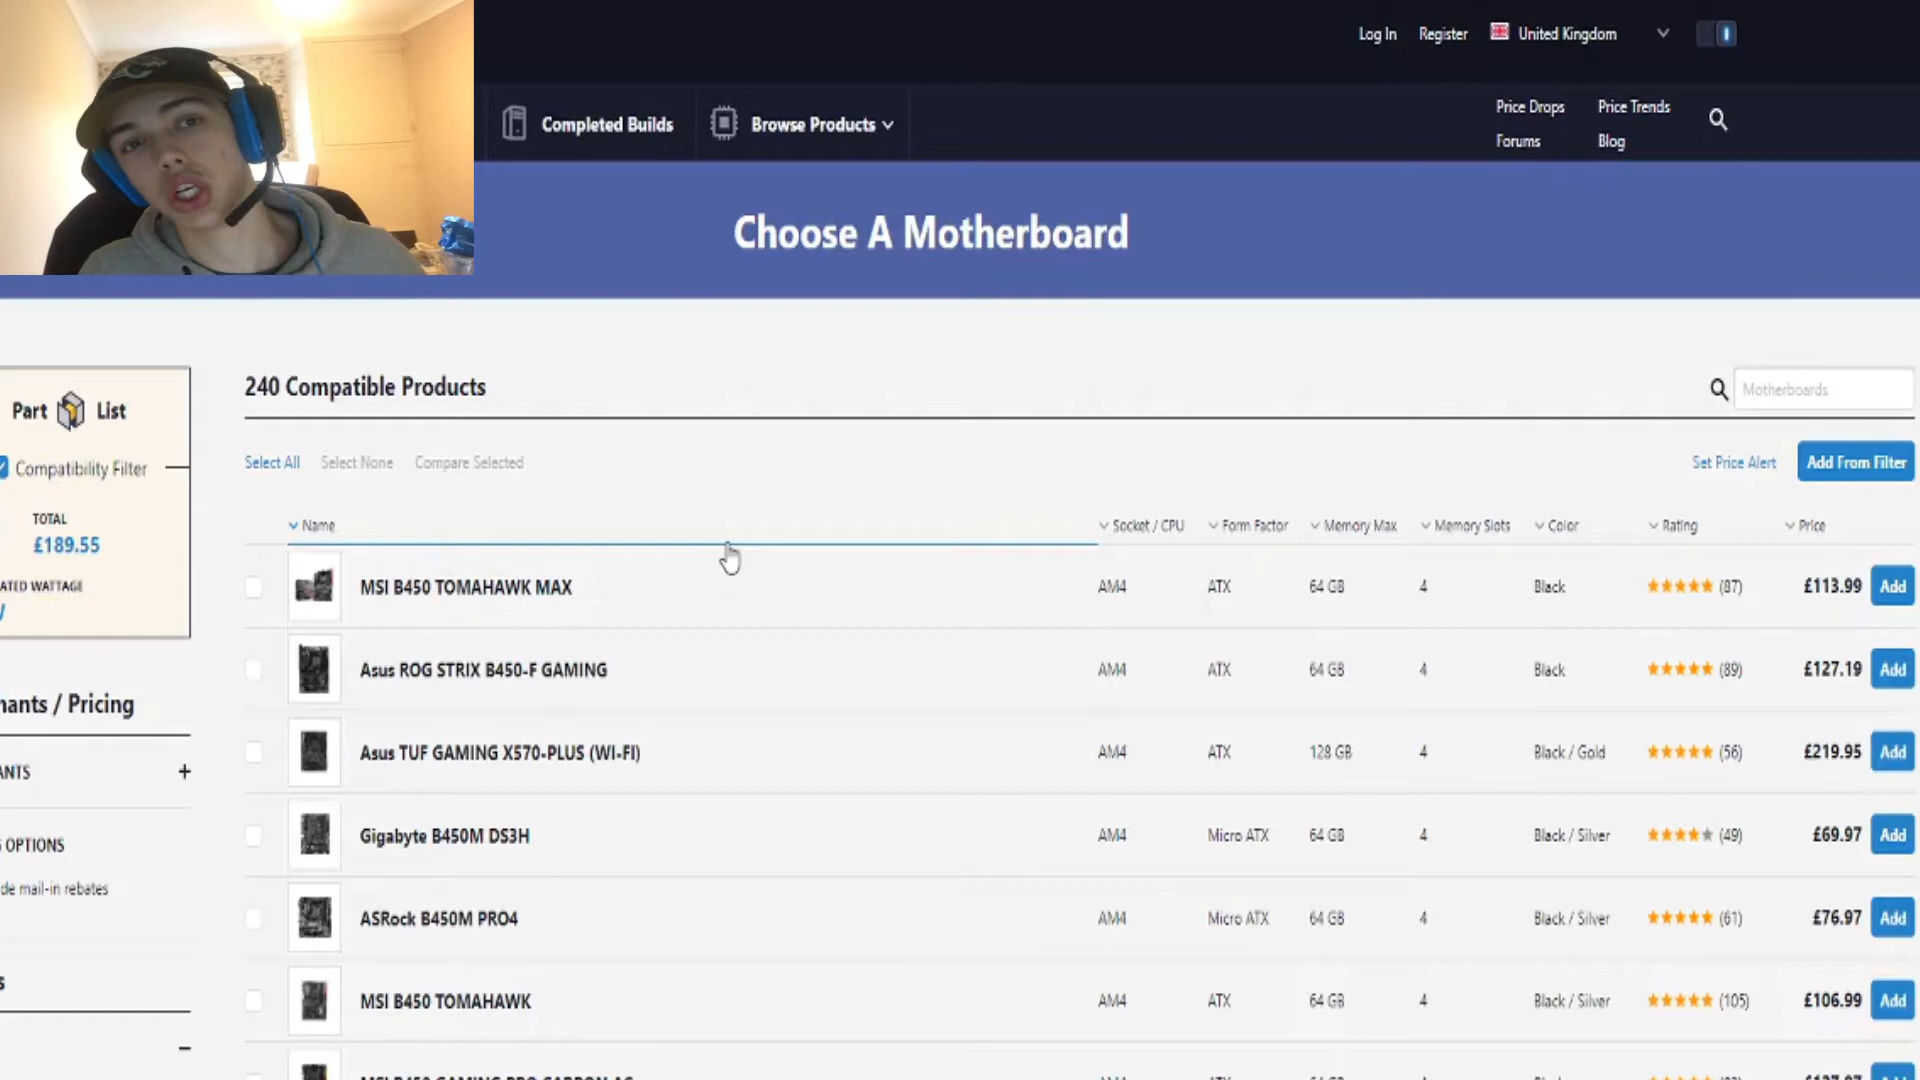 Log In Register United Kingdom
Completed Builds Browse Products
Price Drops Price Trends
Forums Blog
Choose A Motherboard
240 Compatible Products
Motherboards
Part List
Compatibility Filter
TOTAL
£189.55
ATED WATTAGE
Select All Select None Compare Selected
Set Price Alert Add From Filter
Name Socket / CPU Form Factor Memory Max Memory Slots Color Rating Price
MSI B450 TOMAHAWK MAX AM4 ATX 64 GB 4 Black (87) £113.99 Add
Asus ROG STRIX B450-F GAMING AM4 ATX 64 GB 4 Black (89) £127.19 Add
Asus TUF GAMING X570-PLUS (WI-FI) AM4 ATX 128 GB 4 Black / Gold (56) £219.95 Add
Gigabyte B450M DS3H AM4 Micro ATX 64 GB 4 Black / Silver (49) £69.97 Add
ASRock B450M PRO4 AM4 Micro ATX 64 GB 4 Black / Silver (61) £76.97 Add
MSI B450 TOMAHAWK AM4 ATX 64 GB 4 Black / Silver (105) £106.99 Add
hants / Pricing
ANTS
OPTIONS
de mail-in rebates